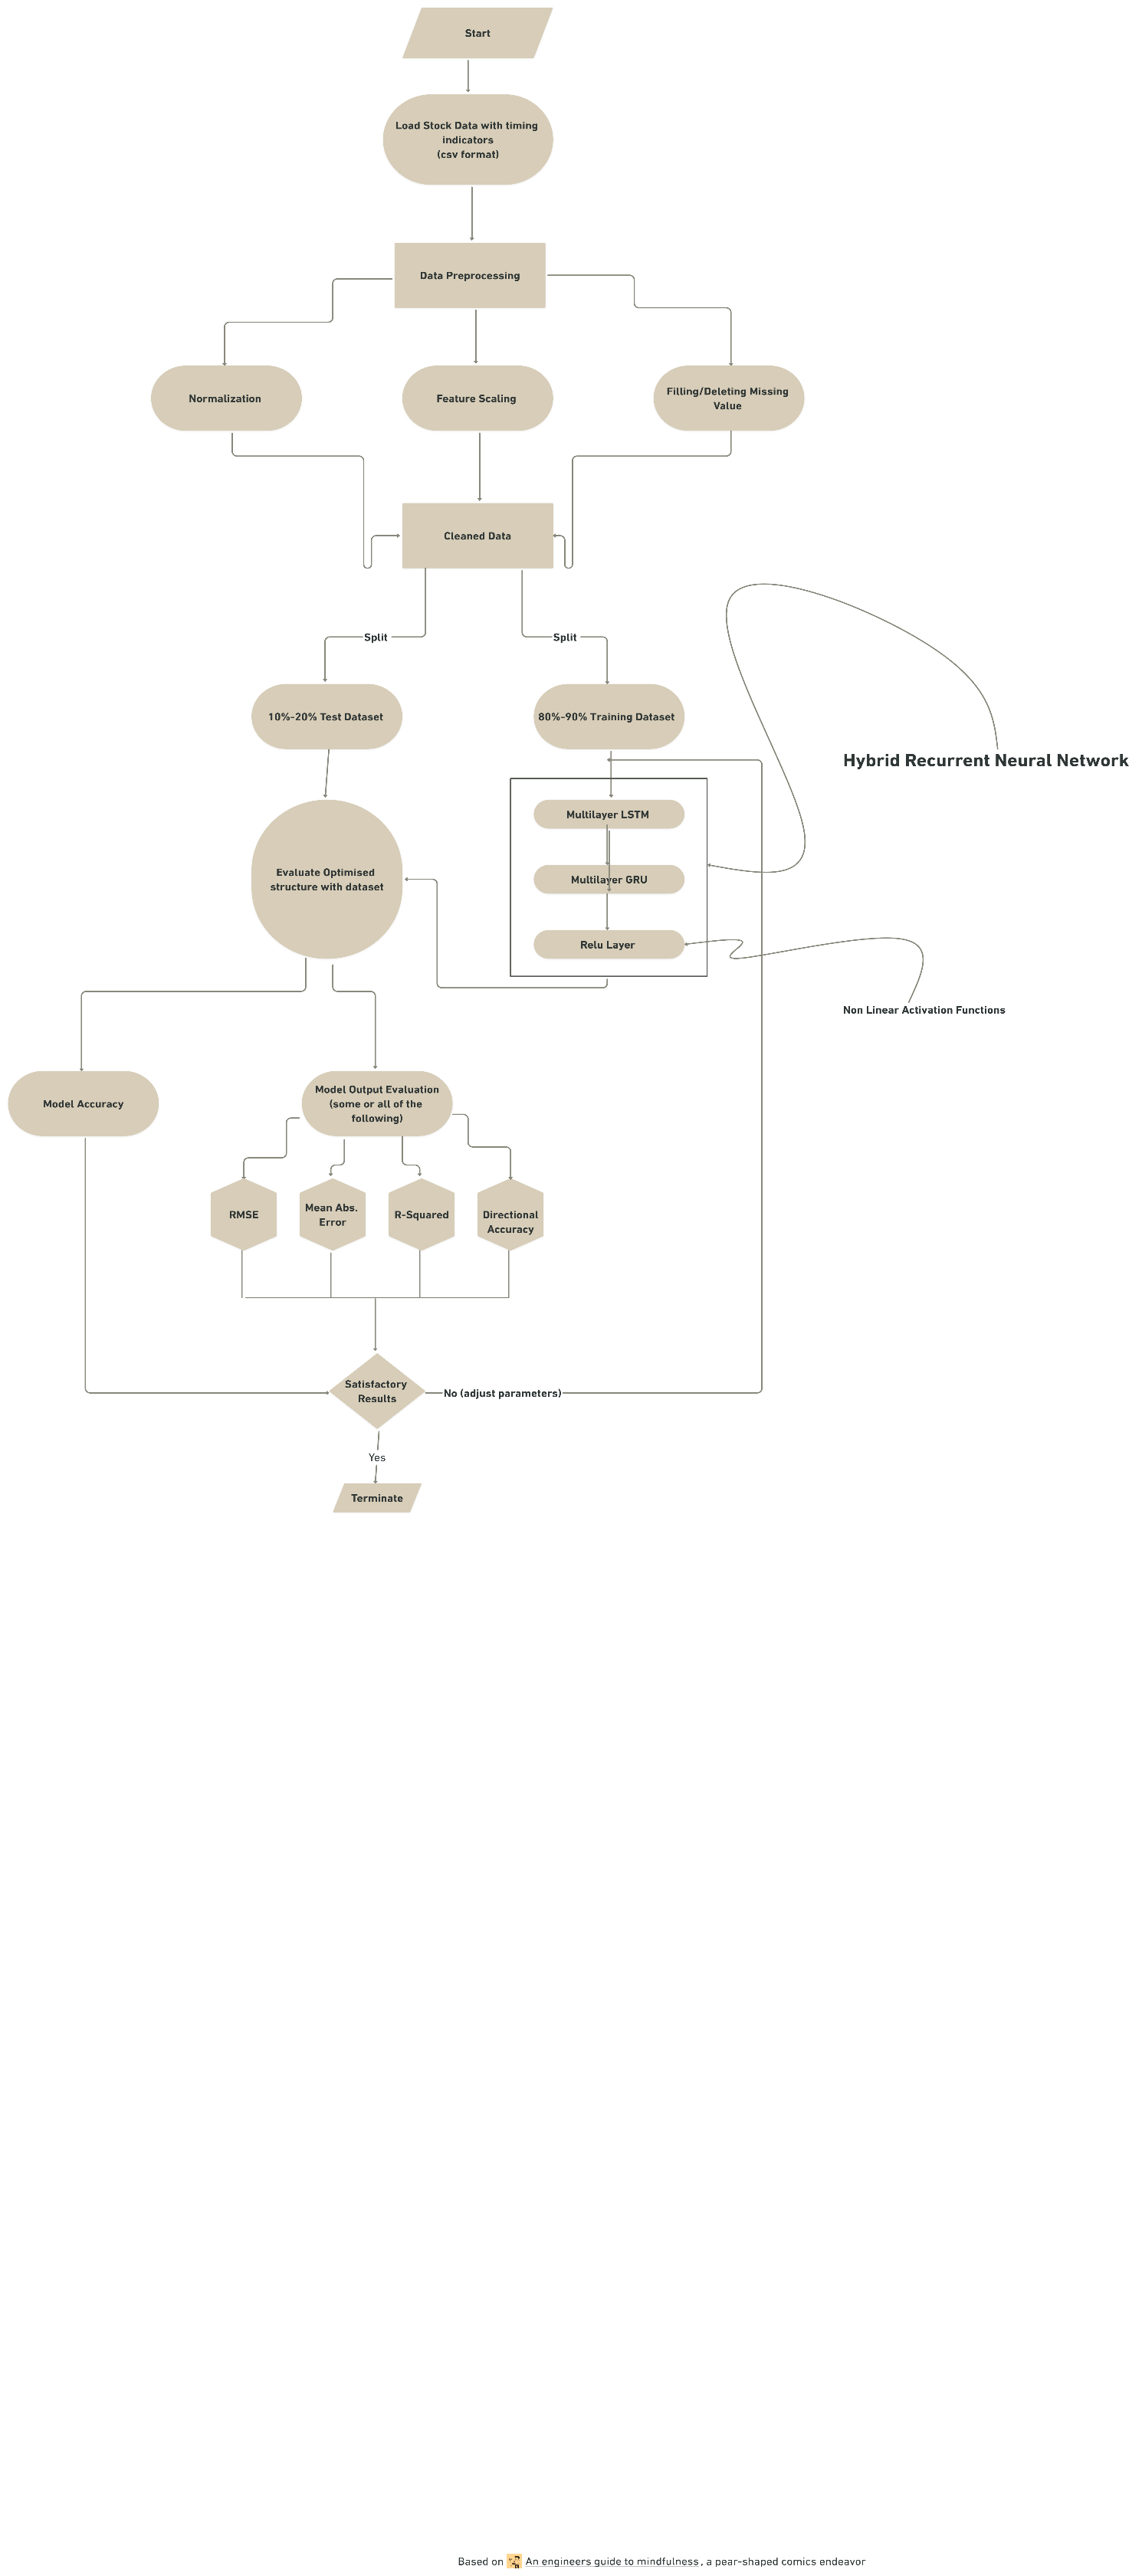 Start
Load Stock Data with timing
indicators
(csv format)
Data Preprocessing
Normalization
Feature Scaling
Filling/Deleting Missing
Value
Cleaned Data
Split
Split
10%-20% Test Dataset
80%-90% Training Dataset
Hybrid Recurrent Neural Network
Multilayer LSTM
Evaluate Optimised
structure with dataset
Multilayer GRU
Relu Layer
Non Linear Activation Functions
Model Accuracy
Model Output Evaluation
(some or all of the
following)
RMSE
Mean Abs.
Error
R-Squared
Directional
Accuracy
Satisfactory
Results
No (adjust parameters)
Yes
Terminate
Based on An engineers guide to mindfulness, a pear-shaped comics endeavor